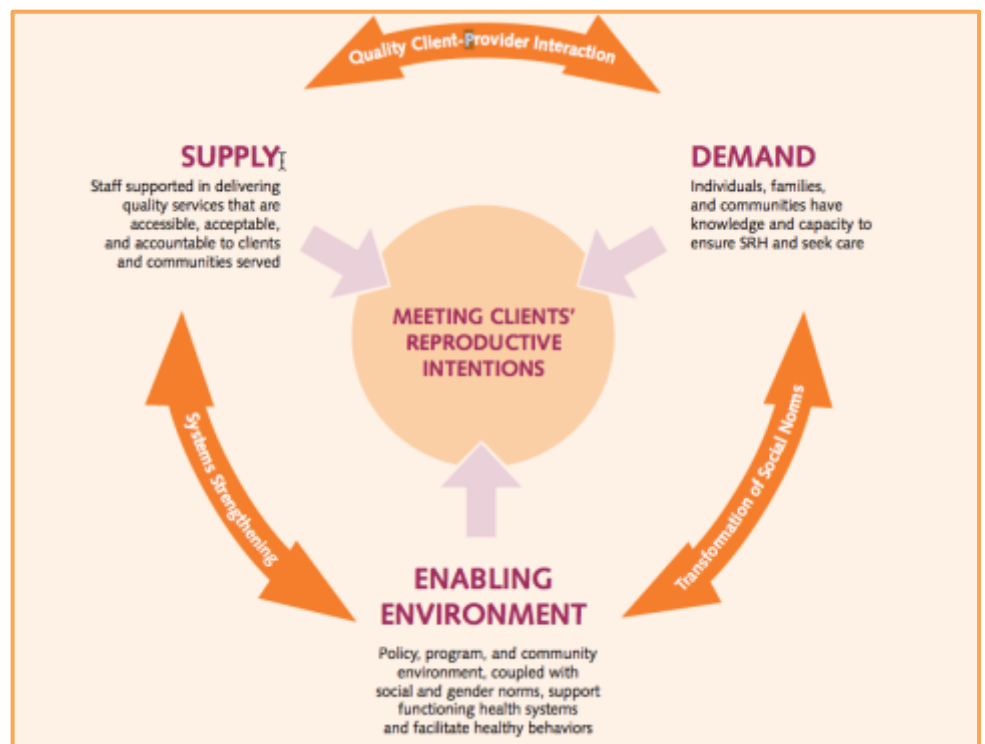 Quality Client-Provider Interaction
SUPPLY
Staff supported in delivering
quality services that are
accessible, acceptable,
and accountable to clients
and communities served
DEMAND
Individuals, families,
and communities have
knowledge and capacity to
ensure SRH and seek care
MEETING CLIENTS'
REPRODUCTIVE
INTENTIONS
Systems Strengthening
Transformation of Social Norms
ENABLING
ENVIRONMENT
Policy, program, and community
environment, coupled with
social and gender norms, support
functioning health systems
and facilitate healthy behaviors